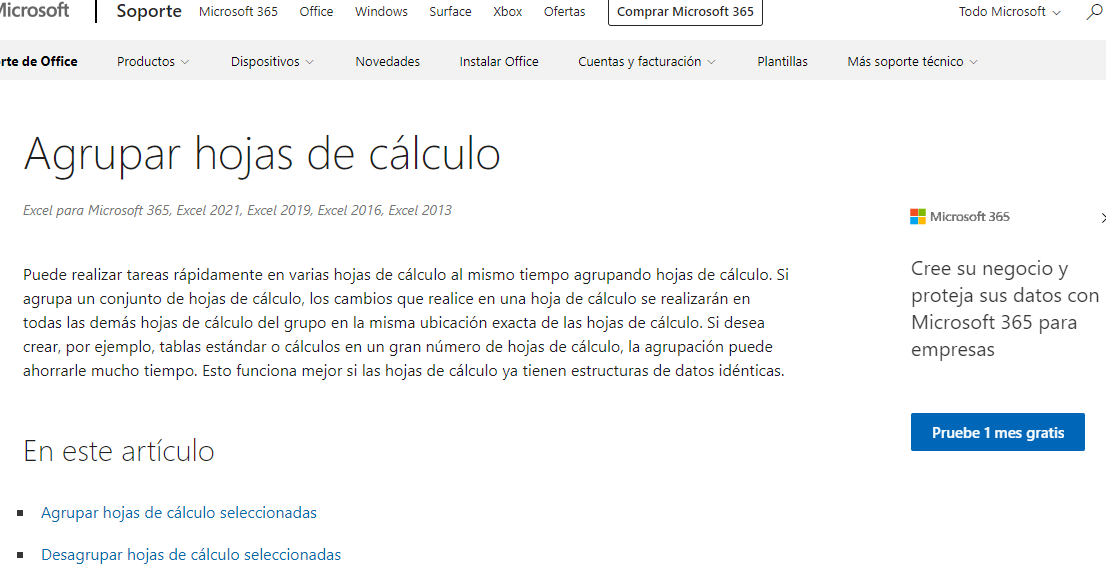 Microsoft Soporte Microsoft 365 Office Windows Surface Xbox Ofertas Comprar Microsoft 365 Todo Microsoft
rte de Office Productos Dispositivos Novedades Instalar Office Cuentas y facturación Plantillas Más soporte técnico
Agrupar hojas de cálculo
Excel para Microsoft 365, Excel 2021, Excel 2019, Excel 2016, Excel 2013
Microsoft 365
Puede realizar tareas rápidamente en varias hojas de cálculo al mismo tiempo agrupando hojas de cálculo. Si
agrupa un conjunto de hojas de cálculo, los cambios que realice en una hoja de cálculo se realizarán en
todas las demás hojas de cálculo del grupo en la misma ubicación exacta de las hojas de cálculo. Si desea
crear, por ejemplo, tablas estándar o cálculos en un gran número de hojas de cálculo, la agrupación puede
ahorrarle mucho tiempo. Esto funciona mejor si las hojas de cálculo ya tienen estructuras de datos idénticas.
Cree su negocio y
proteja sus datos con
Microsoft 365 para
empresas
Pruebe 1 mes gratis
En este artículo
Agrupar hojas de cálculo seleccionadas
Desagrupar hojas de cálculo seleccionadas